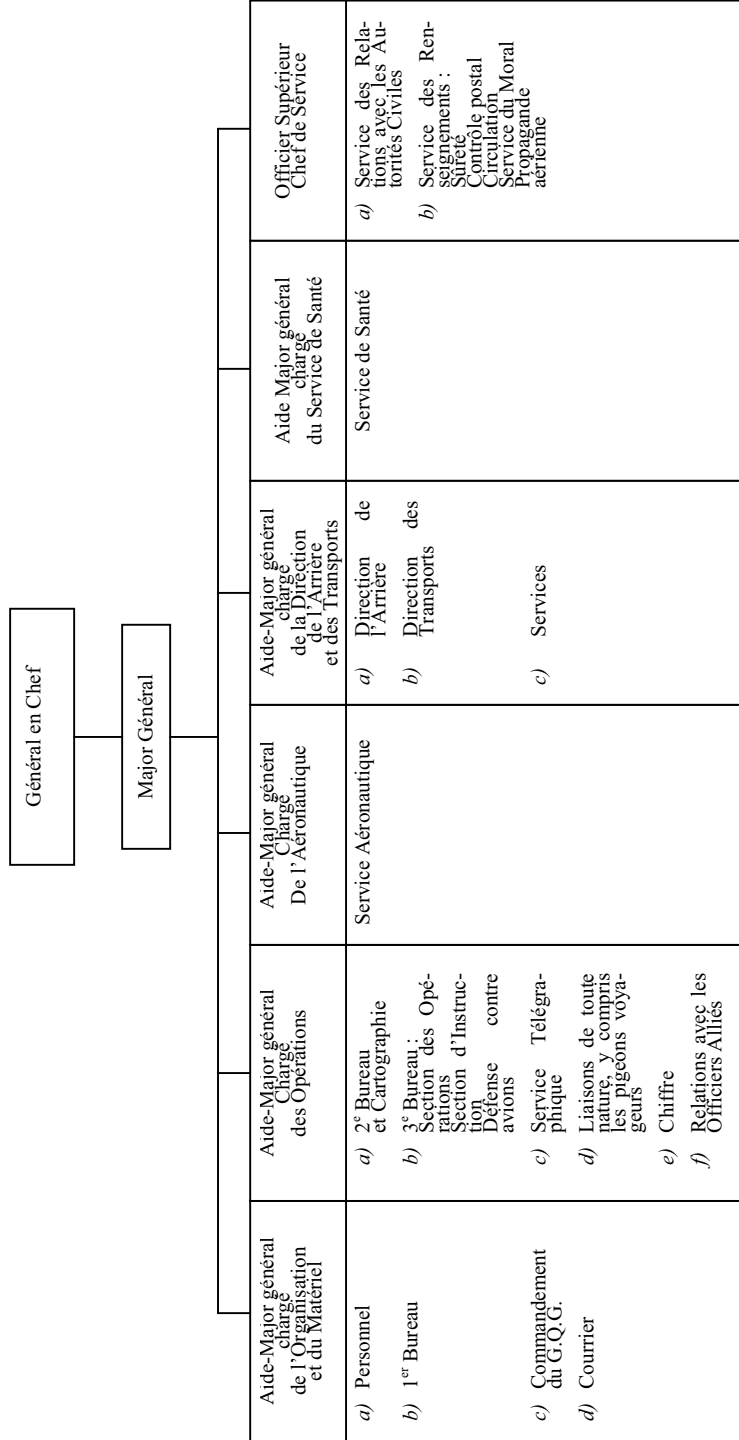 Général en Chef
Major Général
Aide-Major général
chargé
de l'Organisation
et du Matériel
a) Personnel
b) 1er Bureau
c) Commandement
du G.Q.G.
d) Courrier
Aide-Major général
Chargé
des Opérations
a) 2e Bureau
et Cartographie
b) 3e Bureau :
Section des Opé-
rations
Section d'Instruc-
tion
Défense contre
avions
c) Service Télégra-
phique
d) Liaisons de toute
nature, y compris
les pigeons voya-
geurs
e) Chiffre
f) Relations avec les
Officiers Alliés
Aide-Major général
Chargé
De l'Aéronautique
Service Aéronautique
Aide-Major général
chargé
de la Direction
de l'Arrière
et des Transports
a) Direction de
l'Arrière
b) Direction des
Transports
c) Services
Aide Major général
chargé
du Service de Santé
Service de Santé
Officier Supérieur
Chef de Service
a) Service des Rela-
tions avec les Au-
torités Civiles
b) Service des Ren-
seignements :
Sûreté
Contrôle postal
Circulation
Service du Moral
Propagande
aérienne